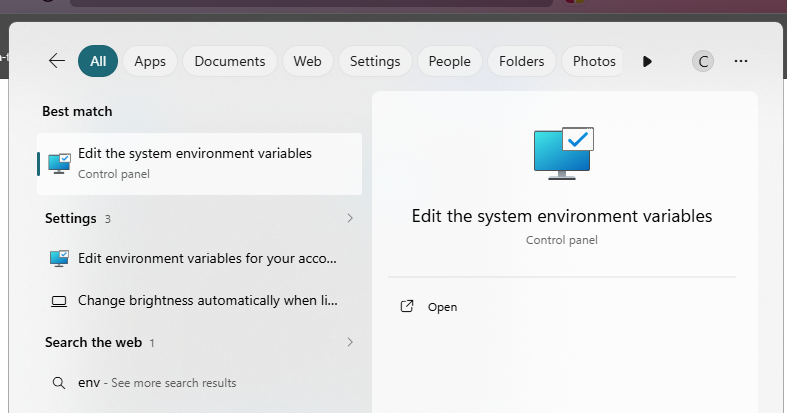 All
Apps
Documents
Web
Settings
People
Folders
Photos
C
Best match
Edit the system environment variables
Control panel
Settings 3
Edit environment variables for your acco...
Change brightness automatically when li...
Search the web 1
env - See more search results
Edit the system environment variables
Control panel
Open